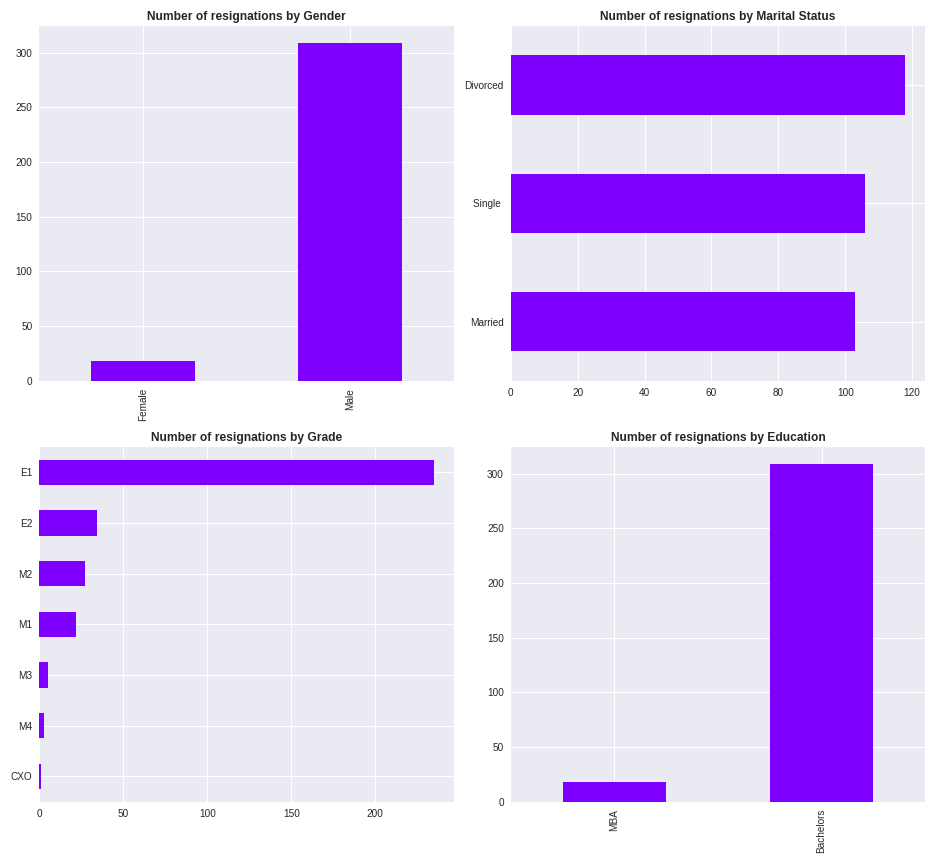 Number of resignations by Gender
300
250
200
150
100
50
0
Female
Male
Number of resignations by Marital Status
Divorced
Single
Married
0 20 40 60 80 100 120
Number of resignations by Grade
E1
E2
M2
M1
M3
M4
CXO
0 50 100 150 200
Number of resignations by Education
300
250
200
150
100
50
0
MBA
Bachelors